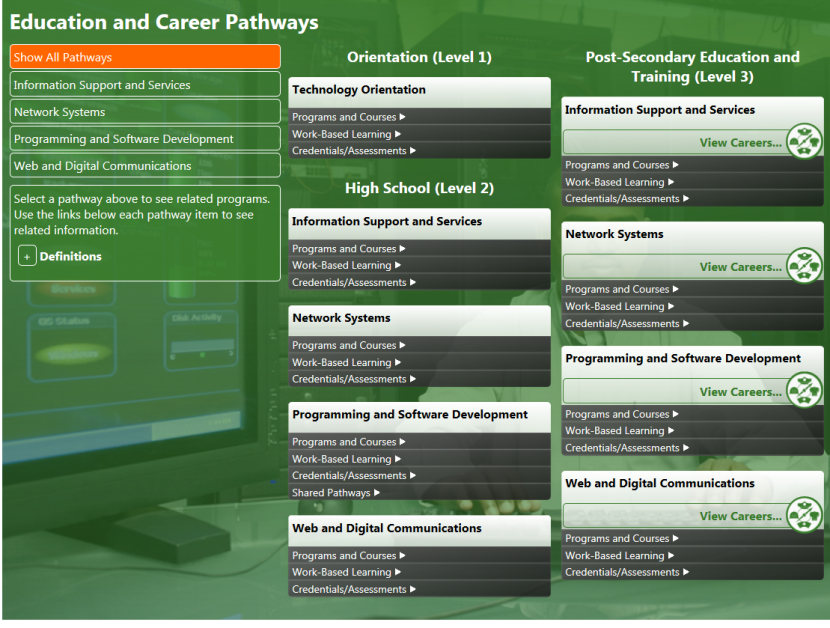 Education and Career Pathways
Show All Pathways
Information Support and Services
Network Systems
Programming and Software Development
Web and Digital Communications
Select a pathway above to see related programs.
Use the links below each pathway item to see
related information.
+ Definitions
Orientation (Level 1)
Technology Orientation
Programs and Courses ▶
Work-Based Learning ▶
Credentials/Assessments ▶
High School (Level 2)
Information Support and Services
Programs and Courses ▶
Work-Based Learning ▶
Credentials/Assessments ▶
Network Systems
Programs and Courses ▶
Work-Based Learning ▶
Credentials/Assessments ▶
Programming and Software Development
Programs and Courses ▶
Work-Based Learning ▶
Credentials/Assessments ▶
Shared Pathways ▶
Web and Digital Communications
Programs and Courses ▶
Work-Based Learning ▶
Credentials/Assessments ▶
Post-Secondary Education and
Training (Level 3)
Information Support and Services
View Careers...
Programs and Courses ▶
Work-Based Learning ▶
Credentials/Assessments ▶
Network Systems
View Careers...
Programs and Courses ▶
Work-Based Learning ▶
Credentials/Assessments ▶
Programming and Software Development
View Careers...
Programs and Courses ▶
Work-Based Learning ▶
Credentials/Assessments ▶
Web and Digital Communications
View Careers...
Programs and Courses ▶
Work-Based Learning ▶
Credentials/Assessments ▶
Services
OS Status
Disk Activity